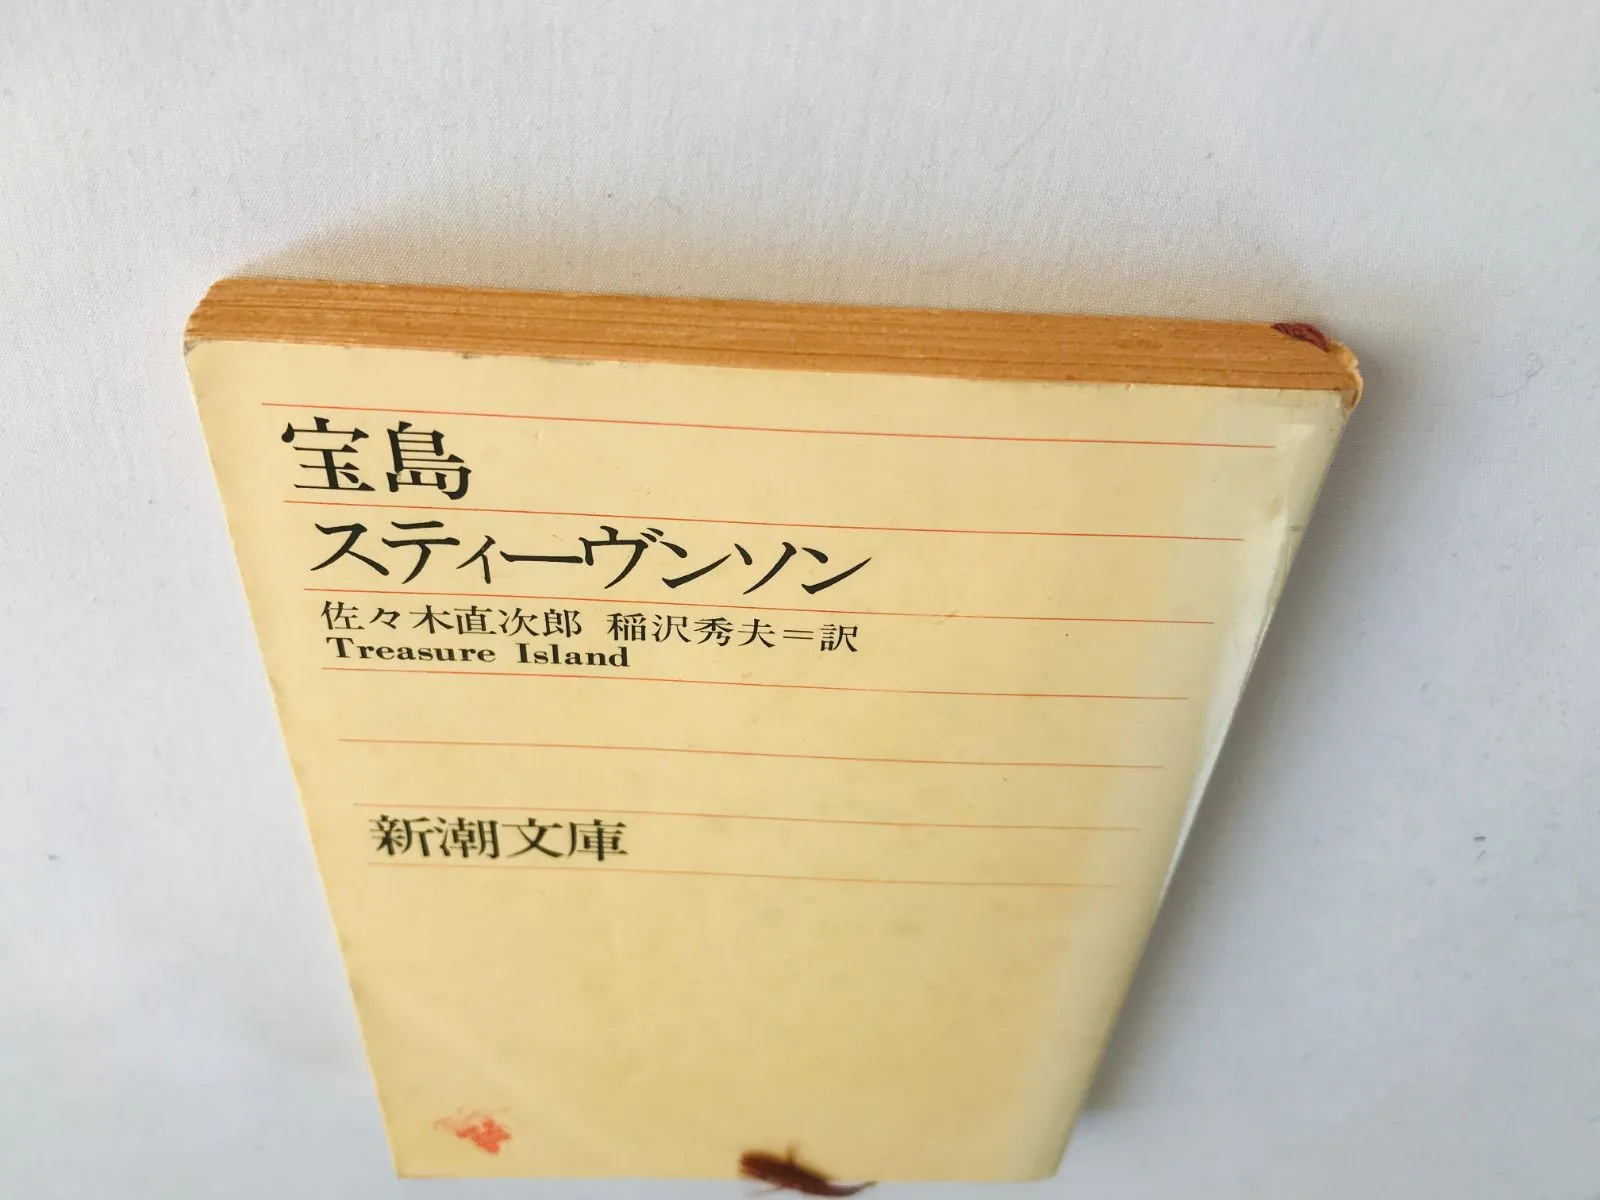 宝島
スティーヴンソン
佐々木直次郎 稲沢秀夫=訳
Treasure Island
新潮文庫